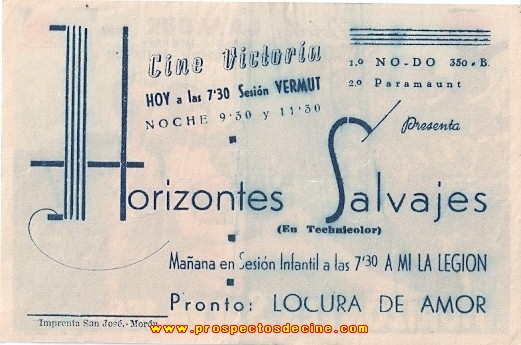 Cine Victoria
HOY a las 7'30 Sesión VERMUT
NOCHE 9'30 y 11'30
1.º NO-DO 350 - B.
2.º Paramaunt
Presenta
Horizontes Salvajes
(En Technicolor)
Mañana en Sesión Infantil a las 7'30 A MI LA LEGION
Pronto: LOCURA DE AMOR
Imprenta San José.- Morón
www.prospectosdecine.com